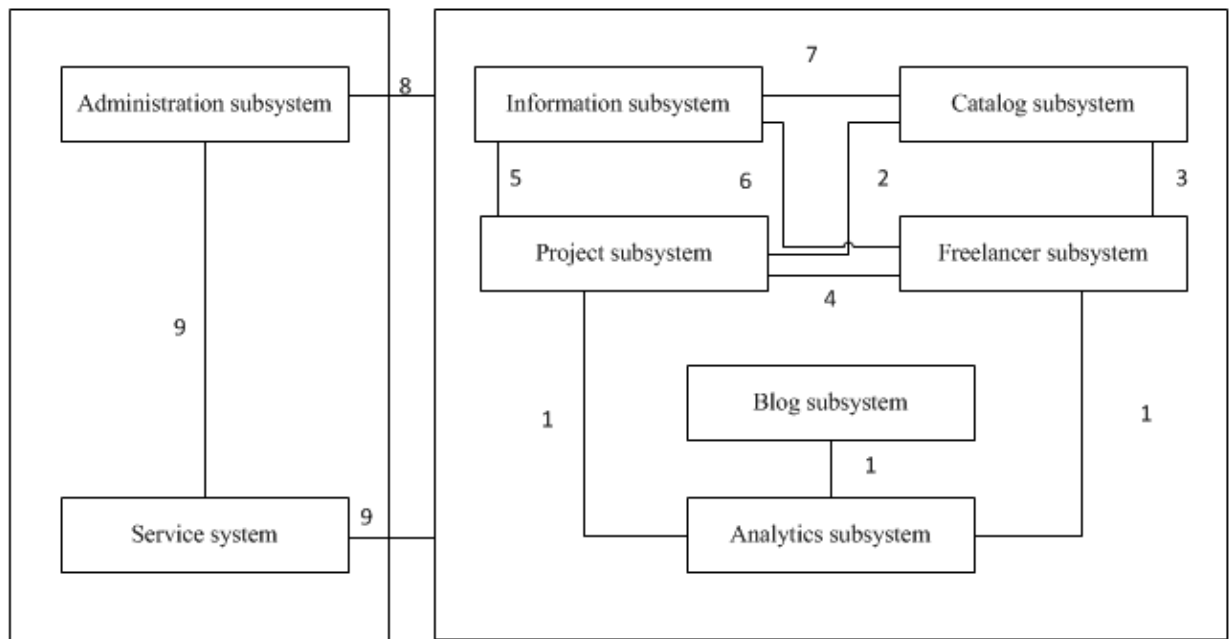 7
8
Administration subsystem
Information subsystem
Catalog subsystem
5
6
2
3
Project subsystem
Freelancer subsystem
4
9
Blog subsystem
1
1
1
9
Service system
Analytics subsystem